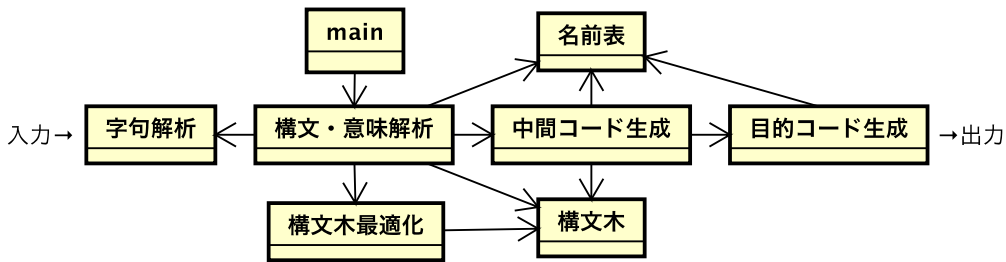 main
名前表
入力→
字句解析
構文・意味解析
中間コード生成
目的コード生成
→出力
構文木最適化
構文木